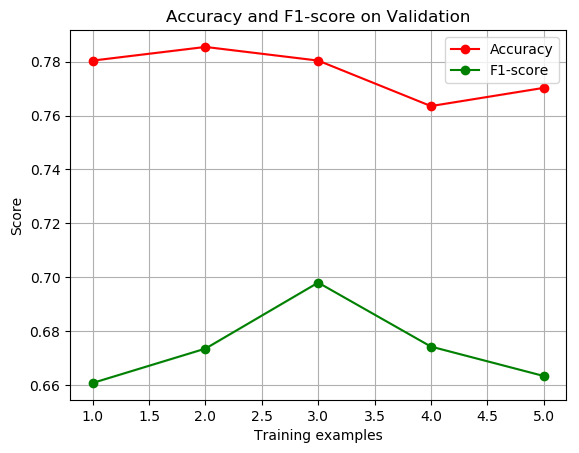 Accuracy and F1-score on Validation
Accuracy
F1-score
Score
0.78
0.76
0.74
0.72
0.70
0.68
0.66
1.0 1.5 2.0 2.5 3.0 3.5 4.0 4.5 5.0
Training examples